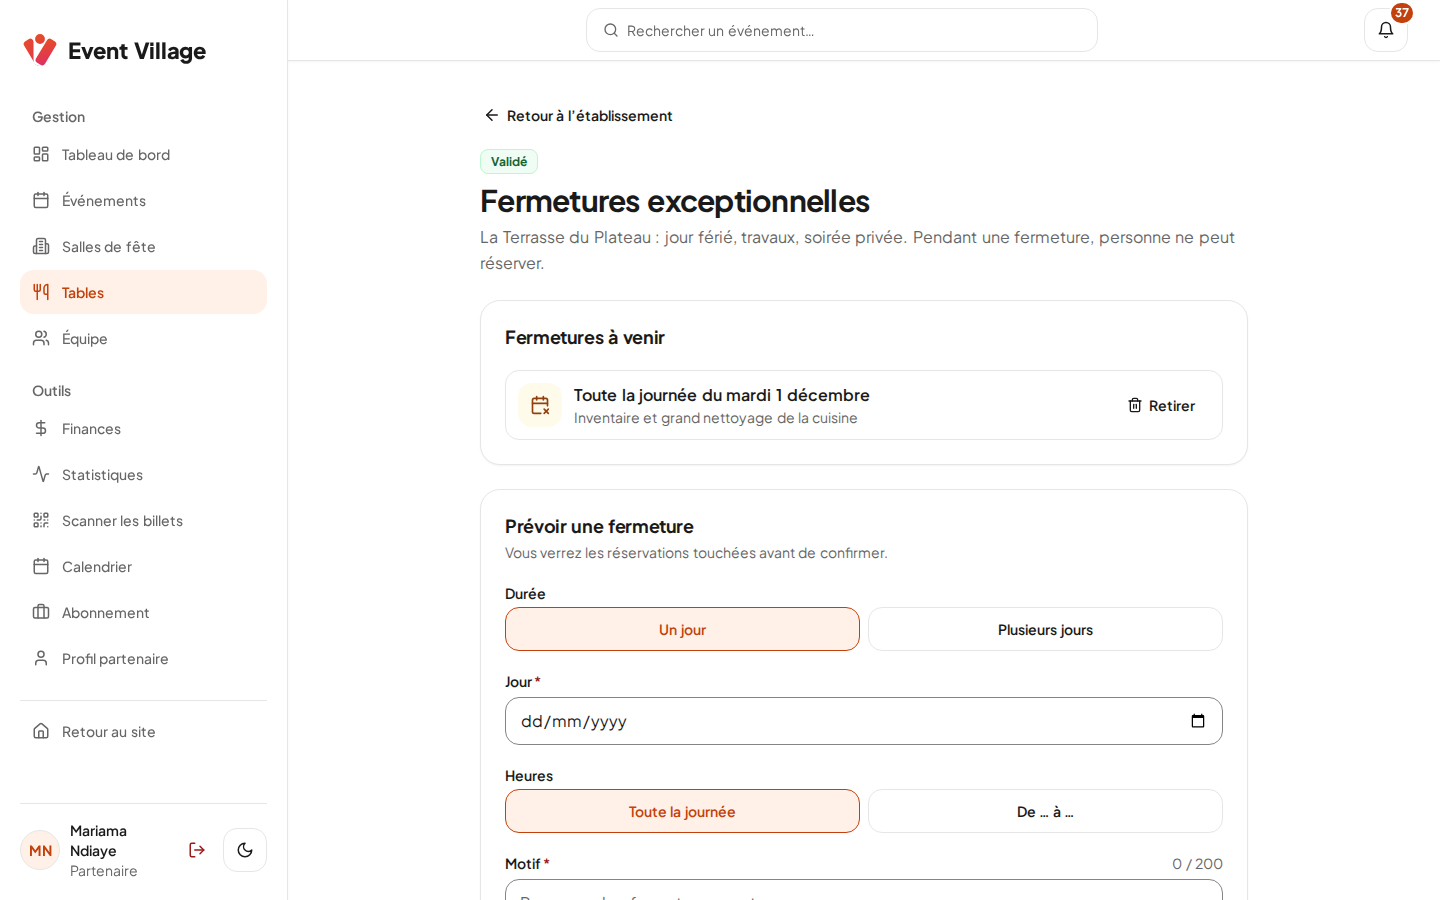 Event Village
Rechercher un événement…
37
Gestion
Tableau de bord
Événements
Salles de fête
Tables
Équipe
Outils
Finances
Statistiques
Scanner les billets
Calendrier
Abonnement
Profil partenaire
Retour au site
MN
Mariama
Ndiaye
Partenaire
Retour à l'établissement
Validé
Fermetures exceptionnelles
La Terrasse du Plateau : jour férié, travaux, soirée privée. Pendant une fermeture, personne ne peut
réserver.
Fermetures à venir
Toute la journée du mardi 1 décembre
Inventaire et grand nettoyage de la cuisine
Retirer
Prévoir une fermeture
Vous verrez les réservations touchées avant de confirmer.
Durée
Un jour
Plusieurs jours
Jour *
dd/mm/yyyy
Heures
Toute la journée
De … à …
Motif *
0 / 200